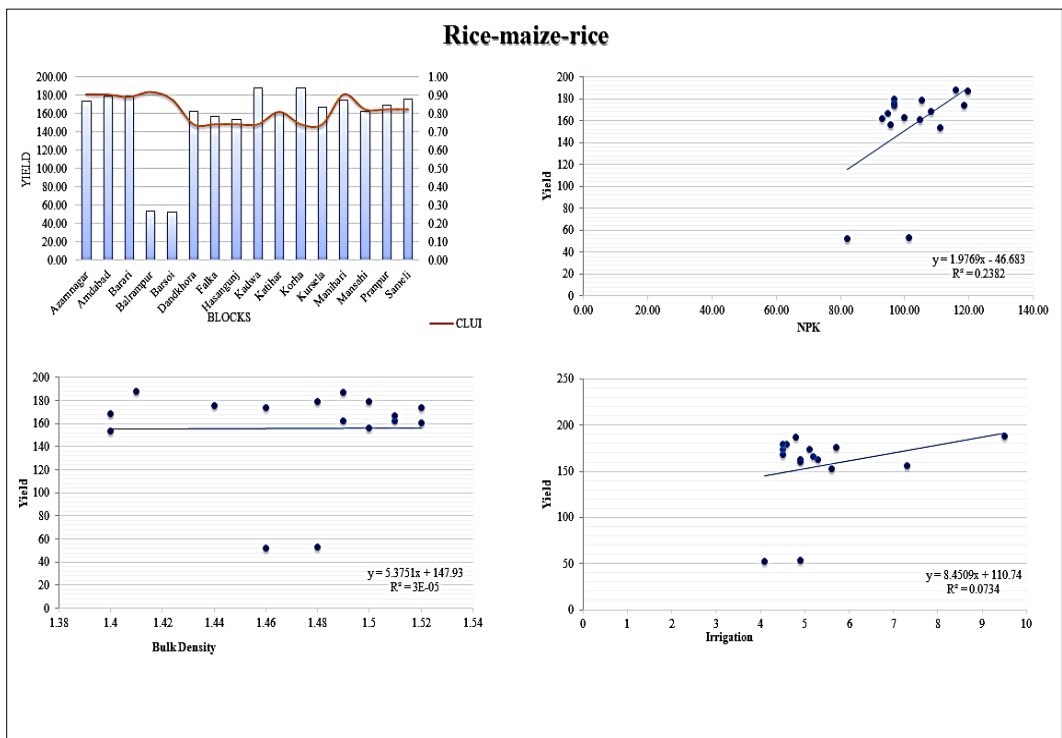 Rice-maize-rice
200.00
180.00
160.00
140.00
120.00
100.00
80.00
60.00
40.00
20.00
0.00
YIELD
1.00
0.90
0.80
0.70
0.60
0.50
0.40
0.30
0.20
0.10
0.00
Azamnagar
Amdabad
Barari
Balrampur
Barsoi
Dandkhora
Falka
Hasangunj
Kadwa
Katihar
Korha
Kursela
Manihari
Mansahi
Pranpur
Sameli
BLOCKS
CLUI
200
180
160
140
120
100
80
60
40
20
0
Yield
y = 1.9769x - 46.683
R² = 0.2382
0.00 20.00 40.00 60.00 80.00 100.00 120.00 140.00
NPK
200
180
160
140
120
100
80
60
40
20
0
Yield
y = 5.3751x + 147.93
R² = 3E-05
1.38 1.4 1.42 1.44 1.46 1.48 1.5 1.52 1.54
Bulk Density
250
200
150
100
50
0
Yield
y = 8.4509x + 110.74
R² = 0.0734
0 1 2 3 4 5 6 7 8 9 10
Irrigation